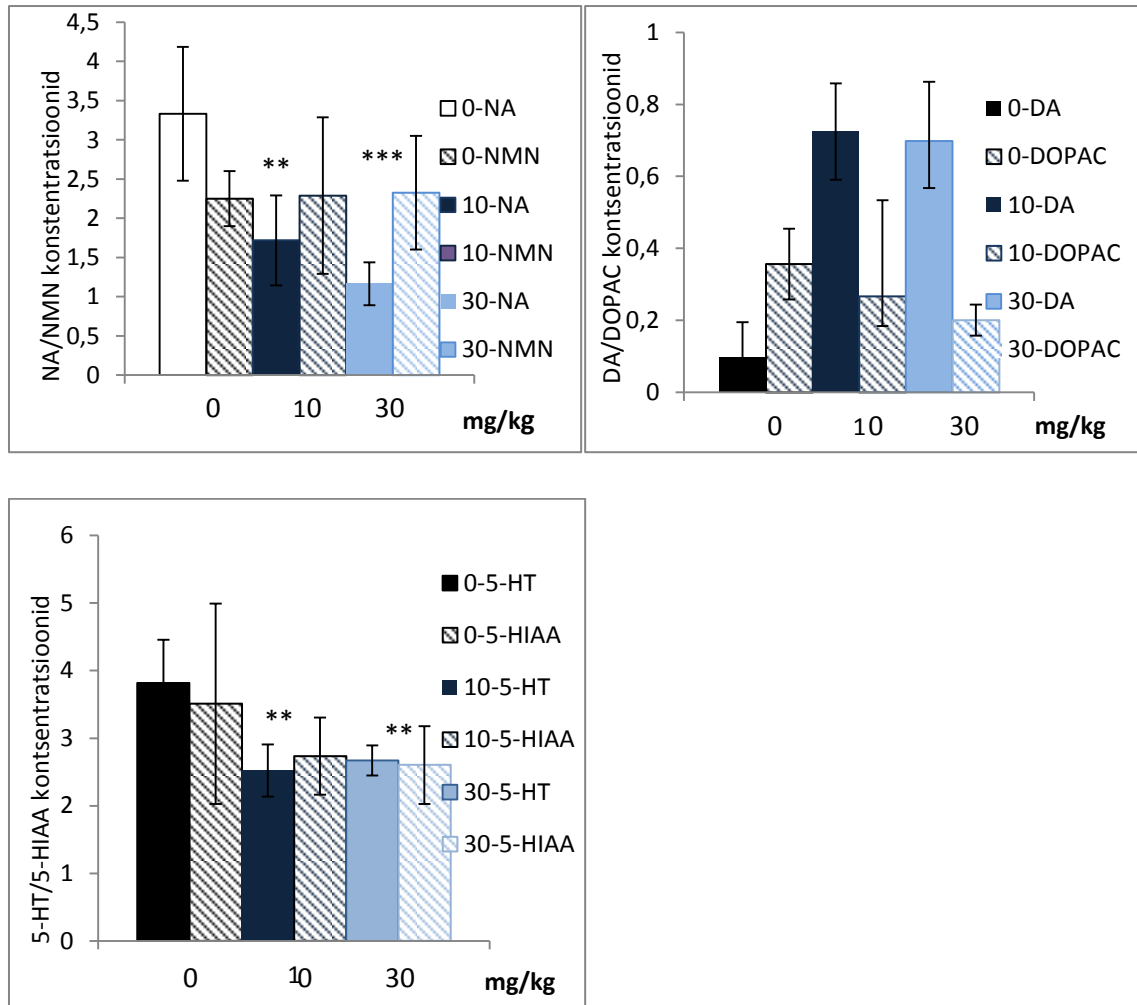 NA/NMN konstentratsioonid
4,5
4
3,5
3
2,5
2
1,5
1
0,5
0
**
***
0
10
30
mg/kg
0-NA
0-NMN
10-NA
10-NMN
30-NA
30-NMN
DA/DOPAC kontsentratsioonid
1
0,8
0,6
0,4
0,2
0
0
10
30
mg/kg
0-DA
0-DOPAC
10-DA
10-DOPAC
30-DA
30-DOPAC
5-HT/5-HIAA kontsentratsioonid
6
5
4
3
2
1
0
**
**
0
10
30
mg/kg
0-5-HT
0-5-HIAA
10-5-HT
10-5-HIAA
30-5-HT
30-5-HIAA